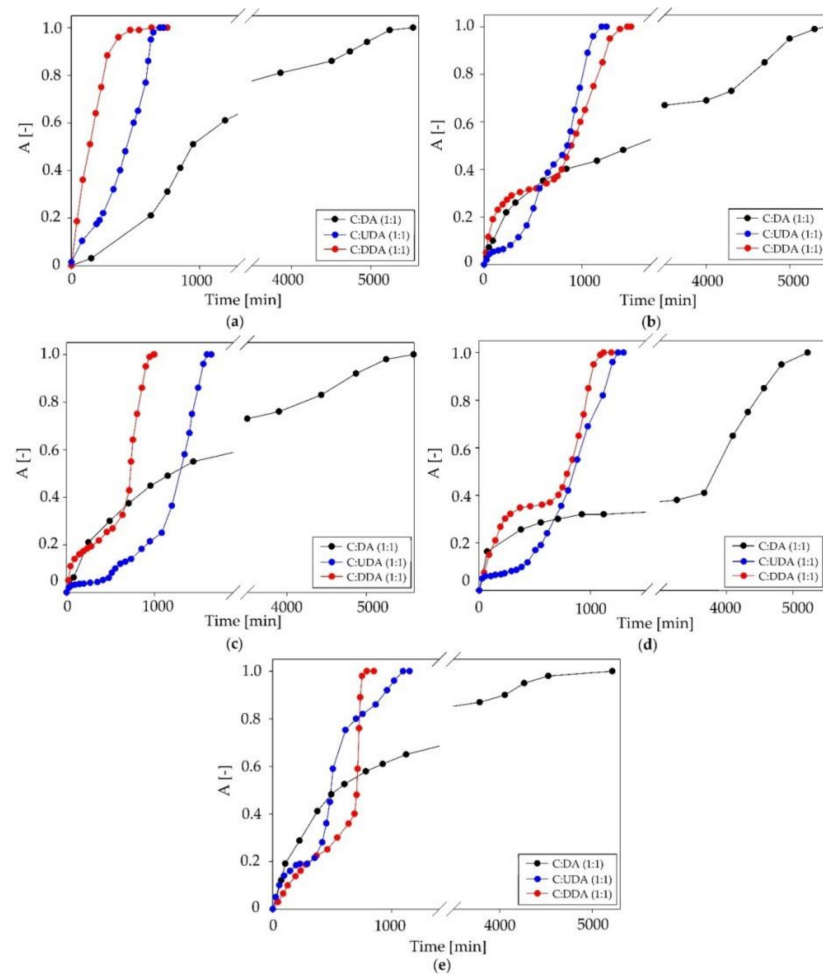 1.0
0.8
0.6
0.4
0.2
0
A [-]
C:DA (1:1)
C:UDA (1:1)
C:DDA (1:1)
0 1000 4000 5000
Time [min]
(a)
1.0
0.8
0.6
0.4
0.2
0
A [-]
C:DA (1:1)
C:UDA (1:1)
C:DDA (1:1)
0 1000 4000 5000
Time [min]
(b)
1.0
0.8
0.6
0.4
0.2
0
A [-]
C:DA (1:1)
C:UDA (1:1)
C:DDA (1:1)
0 1000 4000 5000
Time [min]
(c)
1.0
0.8
0.6
0.4
0.2
0
A [-]
C:DA (1:1)
C:UDA (1:1)
C:DDA (1:1)
0 1000 4000 5000
Time [min]
(d)
1.0
0.8
0.6
0.4
0.2
0
A [-]
C:DA (1:1)
C:UDA (1:1)
C:DDA (1:1)
0 1000 4000 5000
Time [min]
(e)